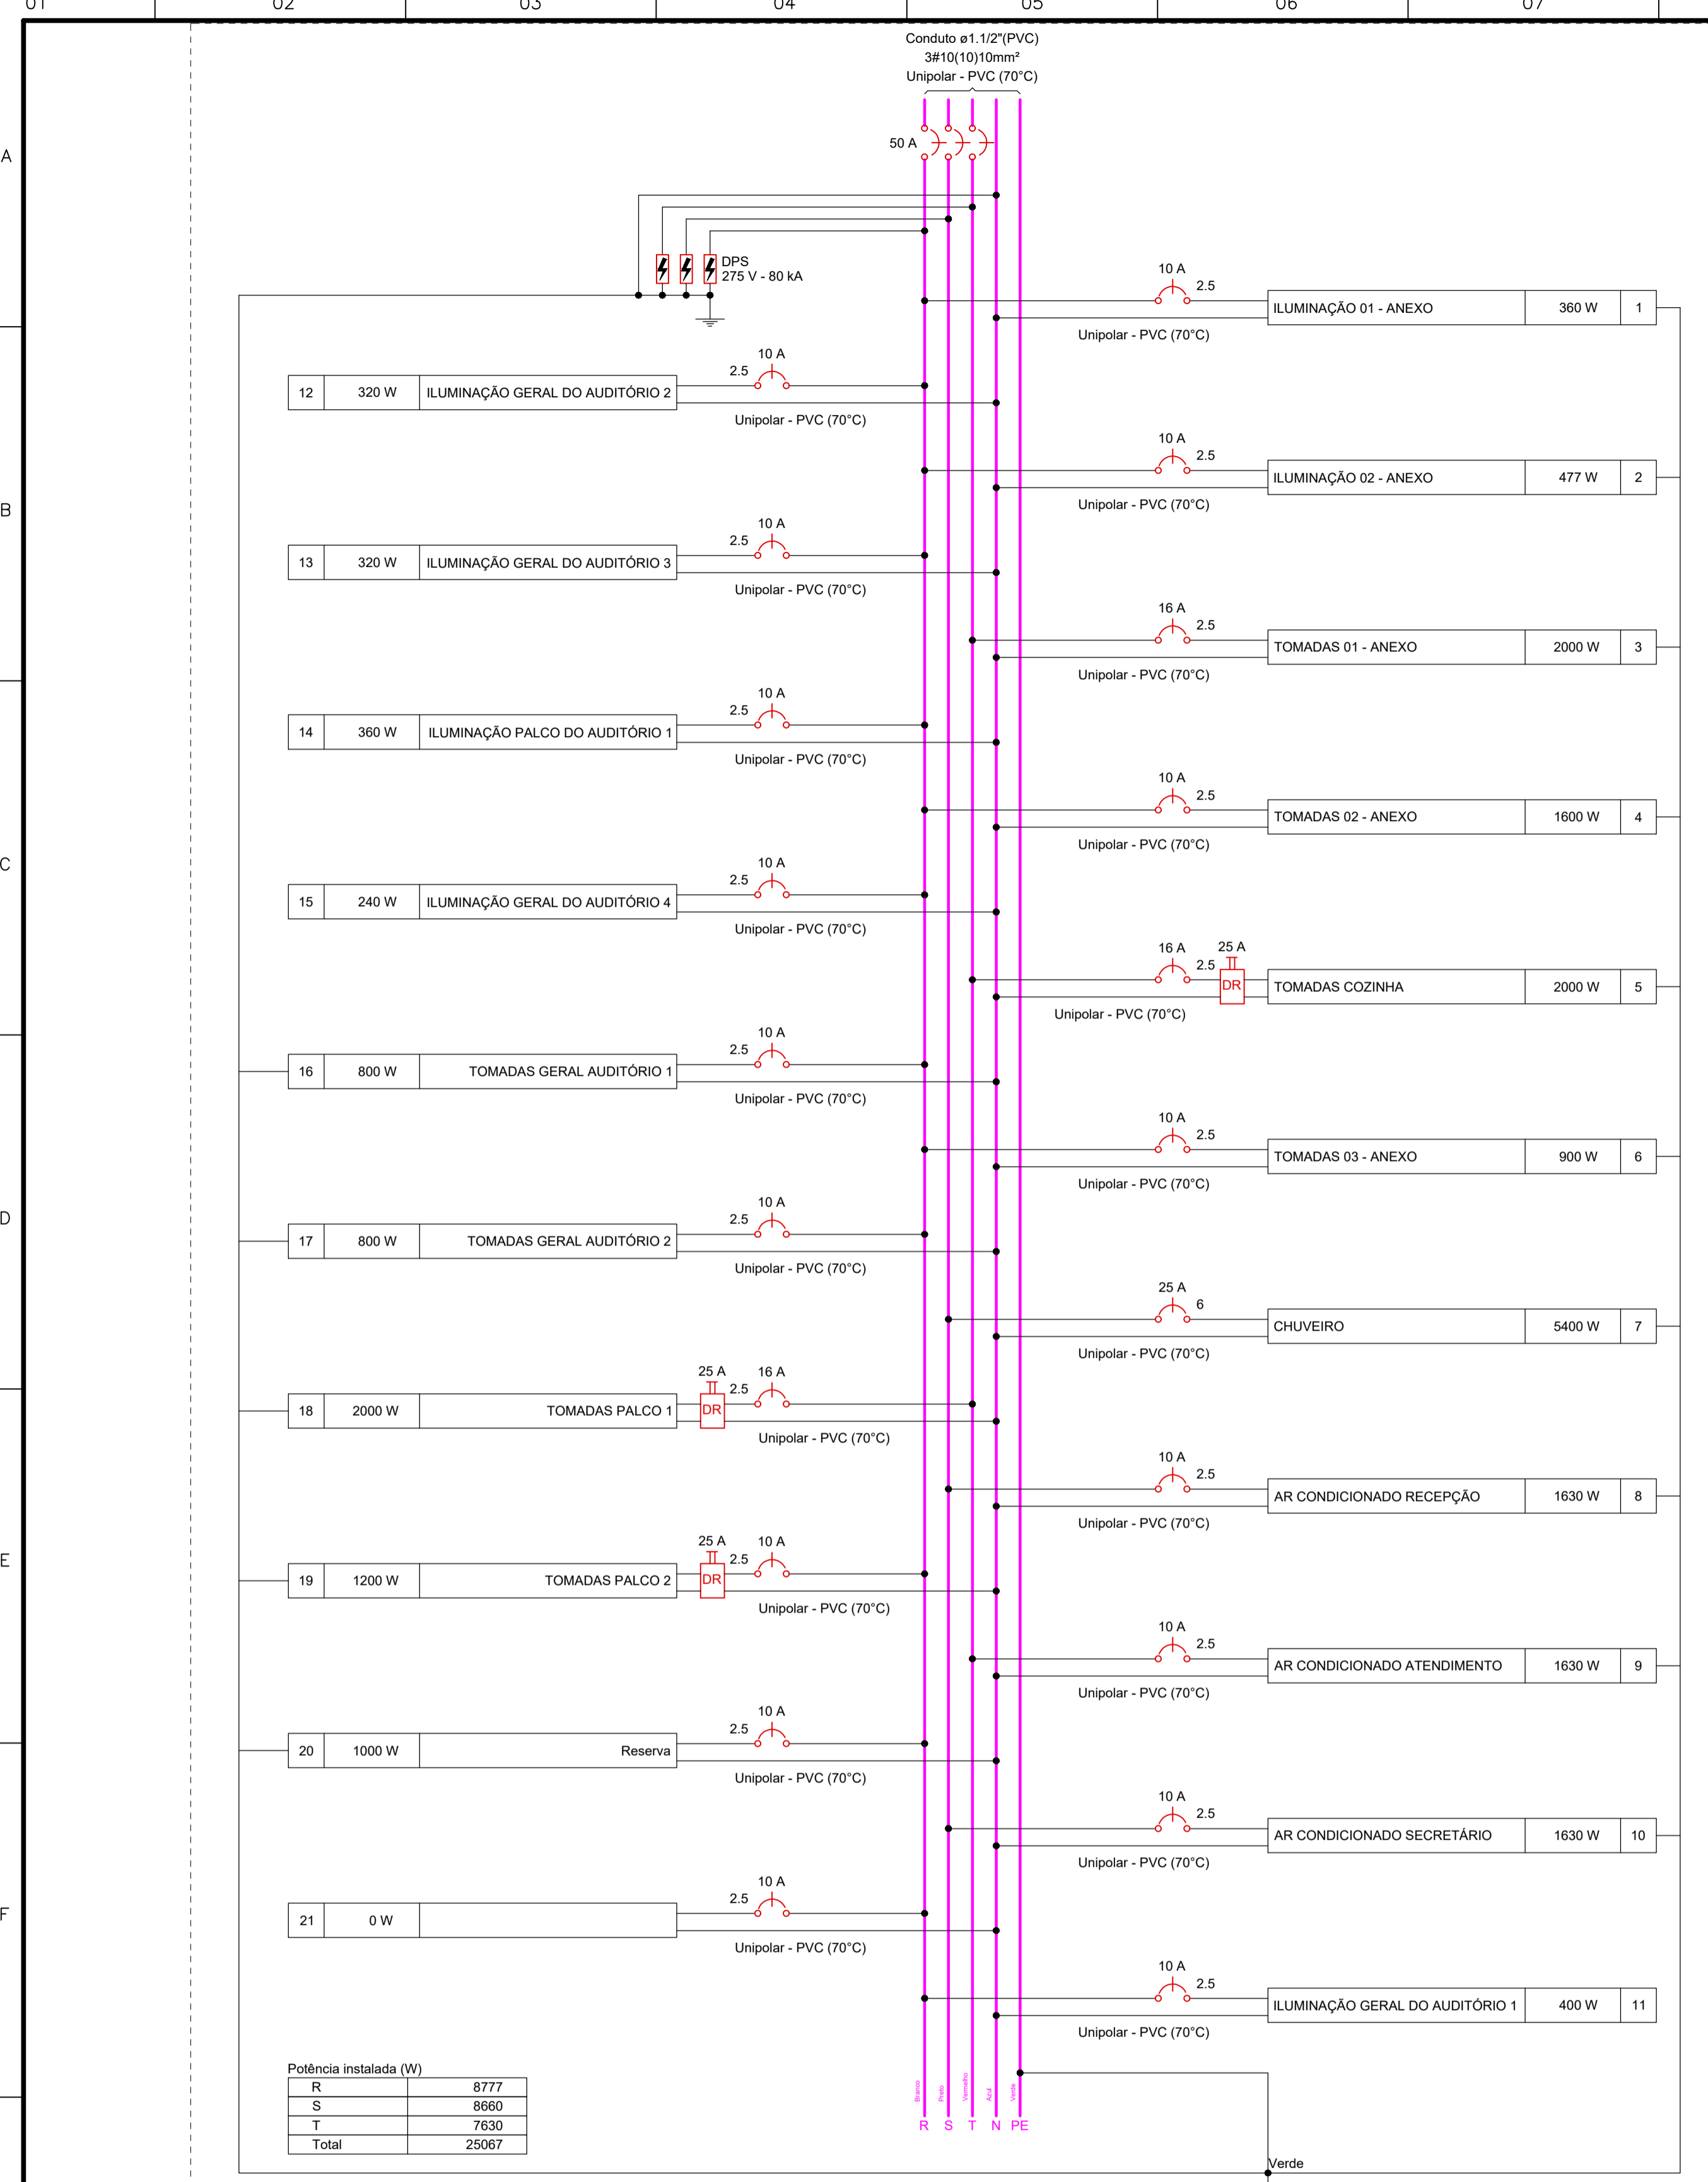 01 02 03 04 05 06 07
Conduto ø1.1/2"(PVC)
3#10(10)10mm²
Unipolar - PVC (70°C)
A
50 A
DPS
275 V - 80 kA
10 A
2.5
ILUMINAÇÃO 01 - ANEXO 360 W 1
Unipolar - PVC (70°C)
10 A
2.5
12 320 W ILUMINAÇÃO GERAL DO AUDITÓRIO 2
Unipolar - PVC (70°C)
10 A
2.5
ILUMINAÇÃO 02 - ANEXO 477 W 2
Unipolar - PVC (70°C)
B
10 A
2.5
13 320 W ILUMINAÇÃO GERAL DO AUDITÓRIO 3
Unipolar - PVC (70°C)
16 A
2.5
TOMADAS 01 - ANEXO 2000 W 3
Unipolar - PVC (70°C)
10 A
2.5
14 360 W ILUMINAÇÃO PALCO DO AUDITÓRIO 1
Unipolar - PVC (70°C)
10 A
2.5
TOMADAS 02 - ANEXO 1600 W 4
Unipolar - PVC (70°C)
C
10 A
2.5
15 240 W ILUMINAÇÃO GERAL DO AUDITÓRIO 4
Unipolar - PVC (70°C)
16 A 25 A
2.5
DR
TOMADAS COZINHA 2000 W 5
Unipolar - PVC (70°C)
10 A
2.5
16 800 W TOMADAS GERAL AUDITÓRIO 1
Unipolar - PVC (70°C)
10 A
2.5
TOMADAS 03 - ANEXO 900 W 6
Unipolar - PVC (70°C)
D
10 A
2.5
17 800 W TOMADAS GERAL AUDITÓRIO 2
Unipolar - PVC (70°C)
25 A
6
CHUVEIRO 5400 W 7
Unipolar - PVC (70°C)
25 A 16 A
2.5
18 2000 W TOMADAS PALCO 1 DR
Unipolar - PVC (70°C)
10 A
2.5
AR CONDICIONADO RECEPÇÃO 1630 W 8
Unipolar - PVC (70°C)
E
25 A 10 A
2.5
19 1200 W TOMADAS PALCO 2 DR
Unipolar - PVC (70°C)
10 A
2.5
AR CONDICIONADO ATENDIMENTO 1630 W 9
Unipolar - PVC (70°C)
10 A
2.5
20 1000 W Reserva
Unipolar - PVC (70°C)
10 A
2.5
AR CONDICIONADO SECRETÁRIO 1630 W 10
Unipolar - PVC (70°C)
F
10 A
2.5
21 0 W
Unipolar - PVC (70°C)
10 A
2.5
ILUMINAÇÃO GERAL DO AUDITÓRIO 1 400 W 11
Unipolar - PVC (70°C)
Potência instalada (W)
R 8777
S 8660
T 7630
Total 25067
Branco Preto Vermelho Azul Verde
R S T N PE
Verde